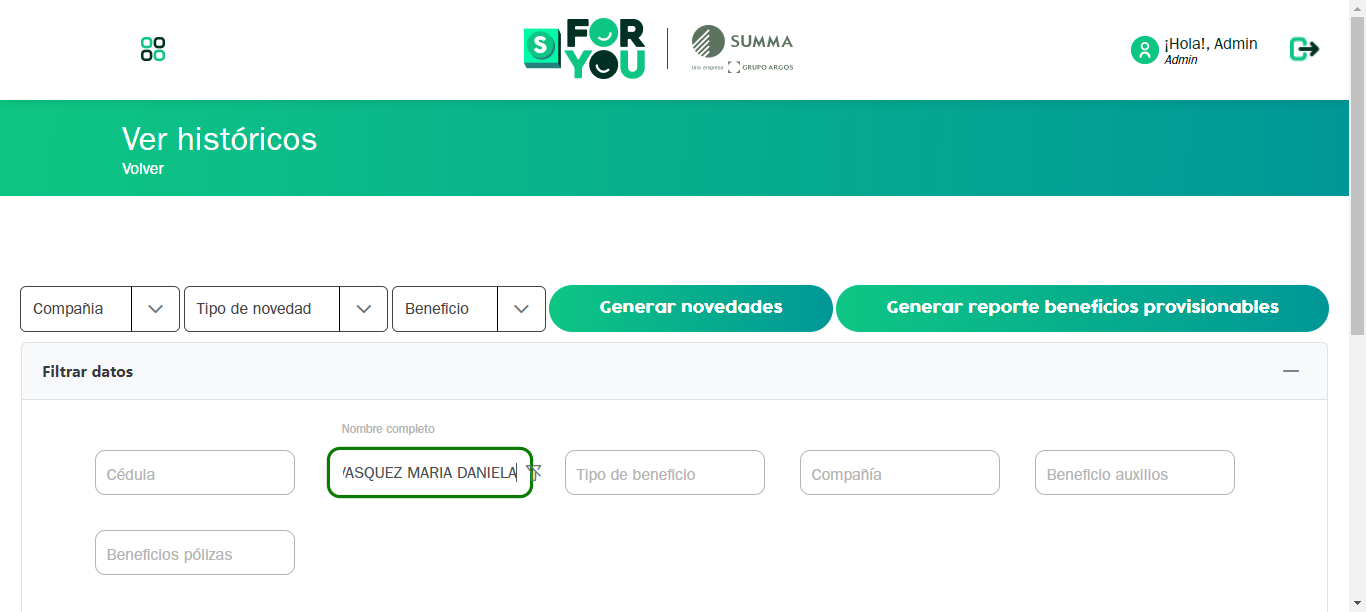 S FOR YOU
SUMMA
Una empresa GRUPO ARGOS
¡Hola!, Admin
Admin
Ver históricos
Volver
Compañia Tipo de novedad Beneficio Generar novedades Generar reporte beneficios provisionables
Filtrar datos
Nombre completo
Cédula VASQUEZ MARIA DANIELA Tipo de beneficio Compañía Beneficio auxilios
Beneficios pólizas